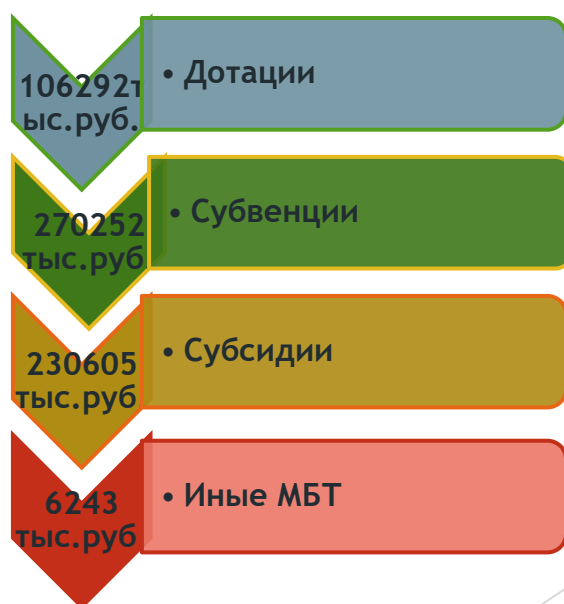 106292т
ыс.руб.
• Дотации
270252
тыс.руб
• Субвенции
230605
тыс.руб
• Субсидии
6243
тыс.руб
• Иные МБТ